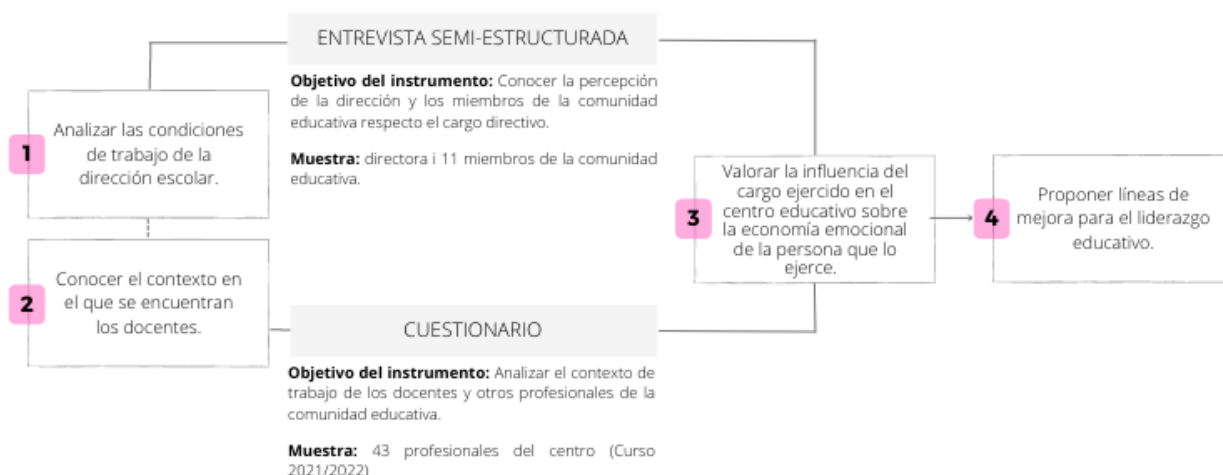 ENTREVISTA SEMI-ESTRUCTURADA
Objetivo del instrumento: Conocer la percepción
de la dirección y los miembros de la comunidad
educativa respecto el cargo directivo.
Muestra: directora i 11 miembros de la comunidad
educativa.
1
Analizar las condiciones
de trabajo de la
dirección escolar.
2
Conocer el contexto en
el que se encuentran
los docentes.
CUESTIONARIO
Objetivo del instrumento: Analizar el contexto de
trabajo de los docentes y otros profesionales de la
comunidad educativa.
Muestra: 43 profesionales del centro (Curso
2021/2022)
3
Valorar la influencia del
cargo ejercido en el
centro educativo sobre
la economía emocional
de la persona que lo
ejerce.
4
Proponer líneas de
mejora para el liderazgo
educativo.